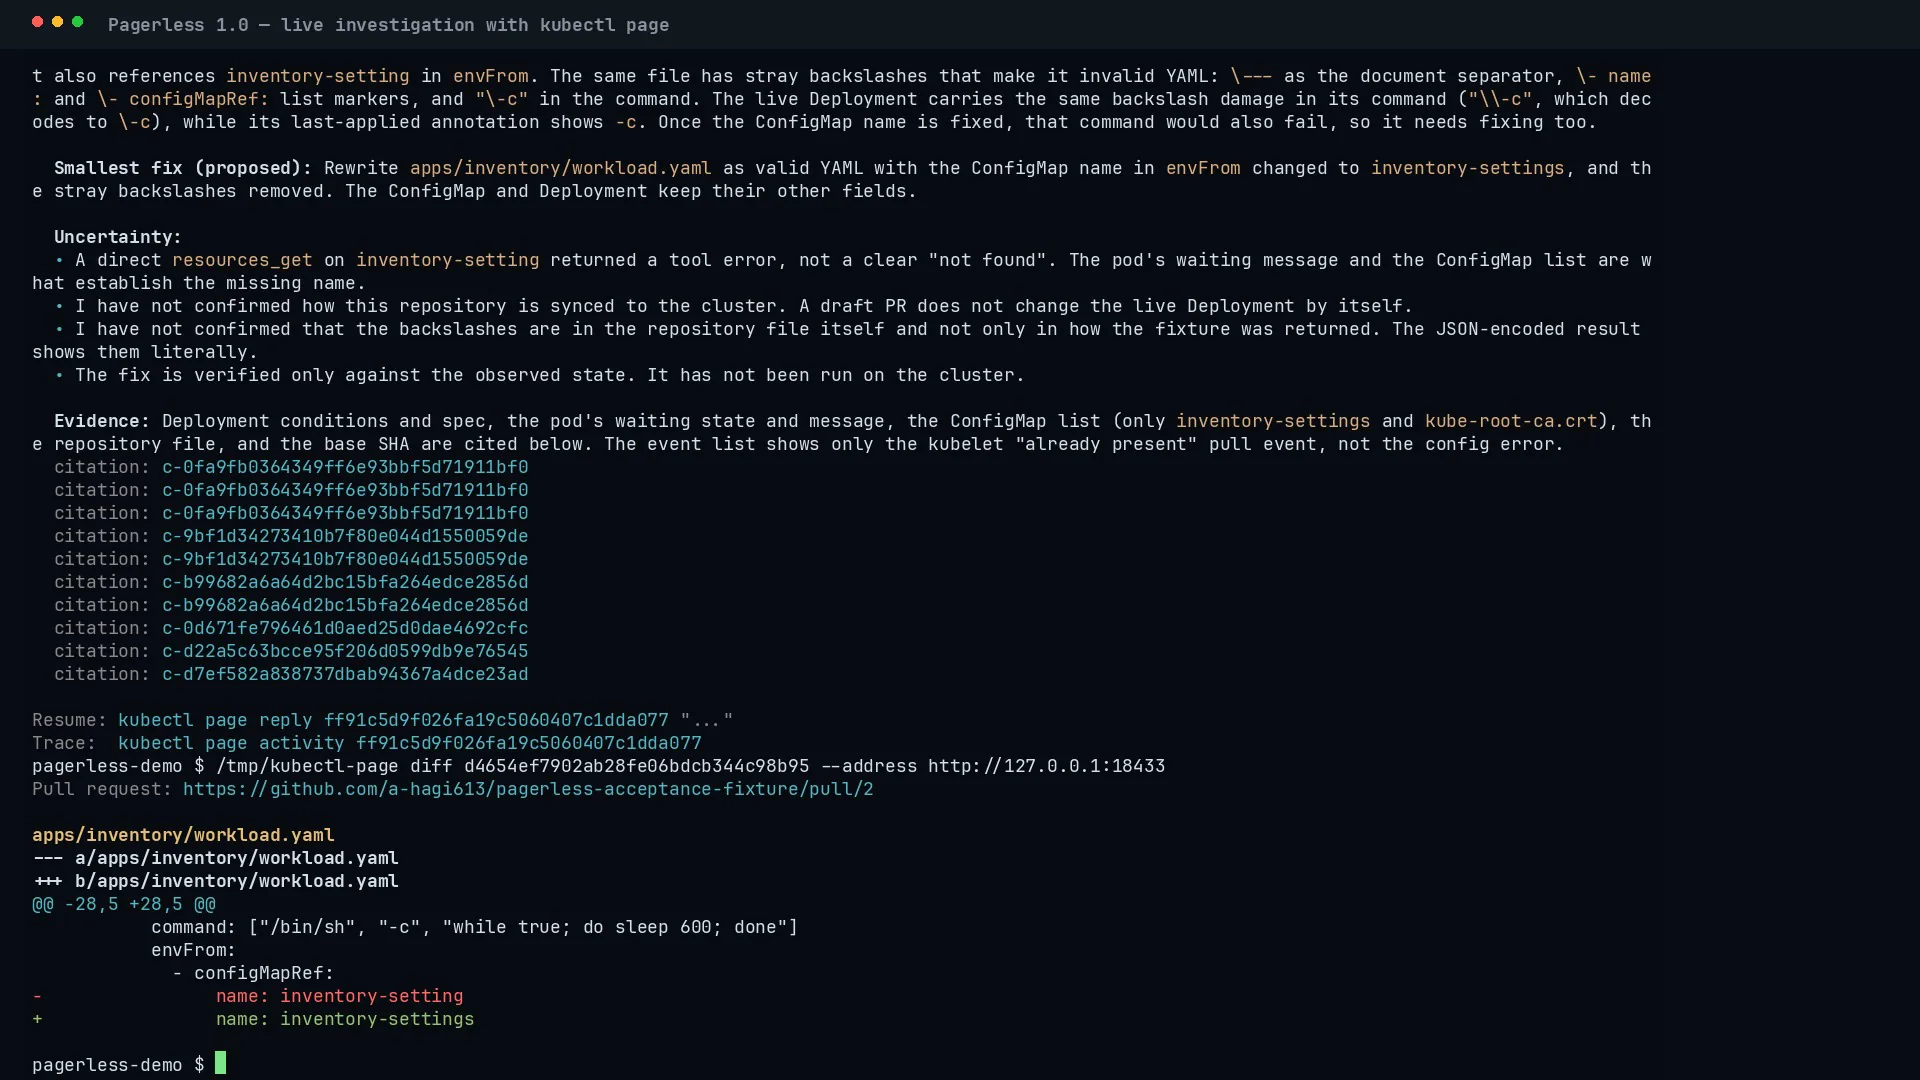 Pagerless 1.0 — live investigation with kubectl page
t also references inventory-setting in envFrom. The same file has stray backslashes that make it invalid YAML: \--- as the document separator, \- name
: and \- configMapRef: list markers, and "\-c" in the command. The live Deployment carries the same backslash damage in its command ("\\-c", which dec
odes to \-c), while its last-applied annotation shows -c. Once the ConfigMap name is fixed, that command would also fail, so it needs fixing too.
Smallest fix (proposed): Rewrite apps/inventory/workload.yaml as valid YAML with the ConfigMap name in envFrom changed to inventory-settings, and th
e stray backslashes removed. The ConfigMap and Deployment keep their other fields.
Uncertainty:
• A direct resources_get on inventory-setting returned a tool error, not a clear "not found". The pod's waiting message and the ConfigMap list are w
hat establish the missing name.
• I have not confirmed how this repository is synced to the cluster. A draft PR does not change the live Deployment by itself.
• I have not confirmed that the backslashes are in the repository file itself and not only in how the fixture was returned. The JSON-encoded result
shows them literally.
• The fix is verified only against the observed state. It has not been run on the cluster.
Evidence: Deployment conditions and spec, the pod's waiting state and message, the ConfigMap list (only inventory-settings and kube-root-ca.crt), th
e repository file, and the base SHA are cited below. The event list shows only the kubelet "already present" pull event, not the config error.
citation: c-0fa9fb0364349ff6e93bbf5d71911bf0
citation: c-0fa9fb0364349ff6e93bbf5d71911bf0
citation: c-0fa9fb0364349ff6e93bbf5d71911bf0
citation: c-9bf1d34273410b7f80e044d1550059de
citation: c-9bf1d34273410b7f80e044d1550059de
citation: c-b99682a6a64d2bc15bfa264edce2856d
citation: c-b99682a6a64d2bc15bfa264edce2856d
citation: c-0d671fe796461d0aed25d0dae4692cfc
citation: c-d22a5c63bcce95f206d0599db9e76545
citation: c-d7ef582a838737dbab94367a4dce23ad
Resume: kubectl page reply ff91c5d9f026fa19c5060407c1dda077 "..."
Trace:  kubectl page activity ff91c5d9f026fa19c5060407c1dda077
pagerless-demo $ /tmp/kubectl-page diff d4654ef7902ab28fe06bdcb344c98b95 --address http://127.0.0.1:18433
Pull request: https://github.com/a-hagi613/pagerless-acceptance-fixture/pull/2
apps/inventory/workload.yaml
--- a/apps/inventory/workload.yaml
+++ b/apps/inventory/workload.yaml
@@ -28,5 +28,5 @@
command: ["/bin/sh", "-c", "while true; do sleep 600; done"]
envFrom:
- configMapRef:
- name: inventory-setting
+ name: inventory-settings
pagerless-demo $